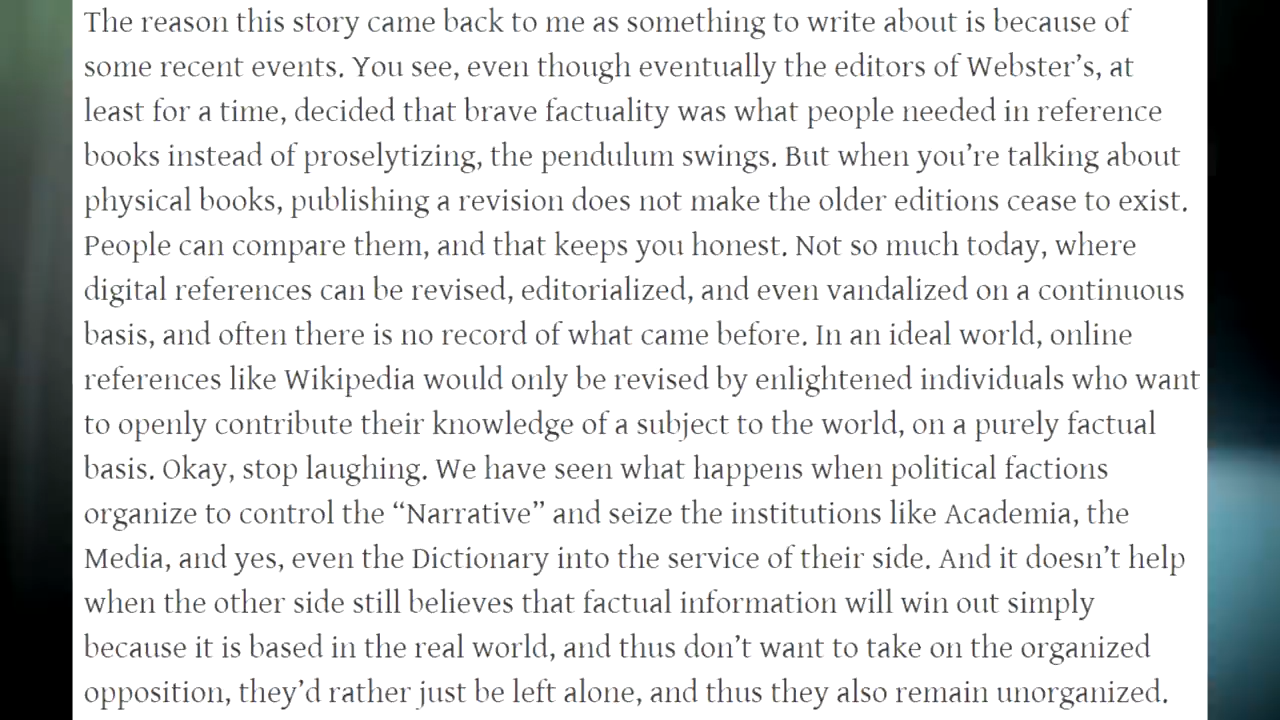 The reason this story came back to me as something to write about is because of
some recent events. You see, even though eventually the editors of Webster’s, at
least for a time, decided that brave factuality was what people needed in reference
books instead of proselytizing, the pendulum swings. But when you’re talking about
physical books, publishing a revision does not make the older editions cease to exist.
People can compare them, and that keeps you honest. Not so much today, where
digital references can be revised, editorialized, and even vandalized on a continuous
basis, and often there is no record of what came before. In an ideal world, online
references like Wikipedia would only be revised by enlightened individuals who want
to openly contribute their knowledge of a subject to the world, on a purely factual
basis. Okay, stop laughing. We have seen what happens when political factions
organize to control the “Narrative” and seize the institutions like Academia, the
Media, and yes, even the Dictionary into the service of their side. And it doesn’t help
when the other side still believes that factual information will win out simply
because it is based in the real world, and thus don’t want to take on the organized
opposition, they’d rather just be left alone, and thus they also remain unorganized.